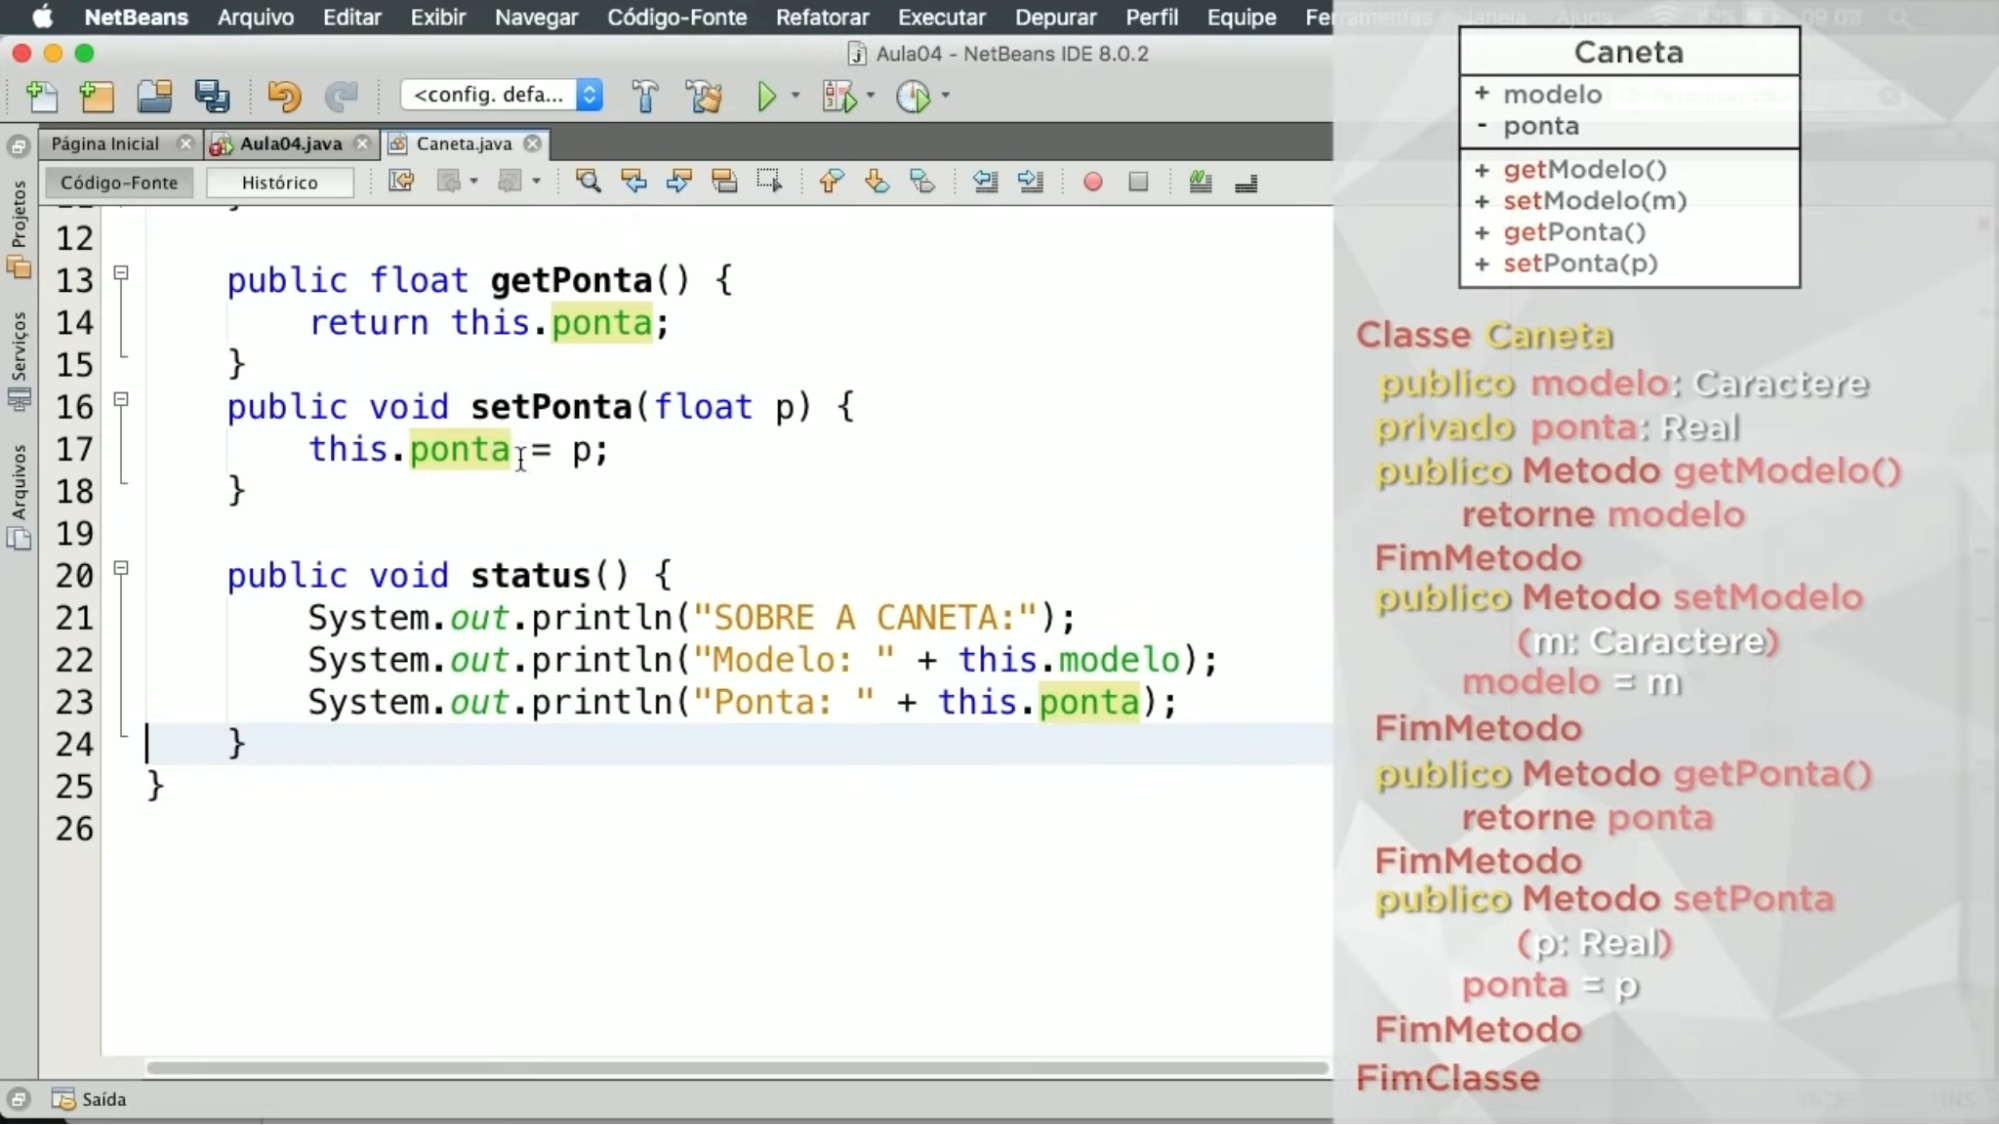 NetBeans Arquivo Editar Exibir Navegar Código-Fonte Refatorar Executar Depurar Perfil Equipe Ferramentas Janela Ajuda
Aula04 - NetBeans IDE 8.0.2
<config. defa...
Página Inicial Aula04.java Caneta.java
Código-Fonte Histórico
Projetos
Serviços
Arquivos
12
13 public float getPonta() {
14 return this.ponta;
15 }
16 public void setPonta(float p) {
17 this.ponta = p;
18 }
19
20 public void status() {
21 System.out.println("SOBRE A CANETA:");
22 System.out.println("Modelo: " + this.modelo);
23 System.out.println("Ponta: " + this.ponta);
24 }
25 }
26
Saída
Caneta
+ modelo
- ponta
+ getModelo()
+ setModelo(m)
+ getPonta()
+ setPonta(p)
Classe Caneta
publico modelo: Caractere
privado ponta: Real
publico Metodo getModelo()
retorne modelo
FimMetodo
publico Metodo setModelo
(m: Caractere)
modelo = m
FimMetodo
publico Metodo getPonta()
retorne ponta
FimMetodo
publico Metodo setPonta
(p: Real)
ponta = p
FimMetodo
FimClasse